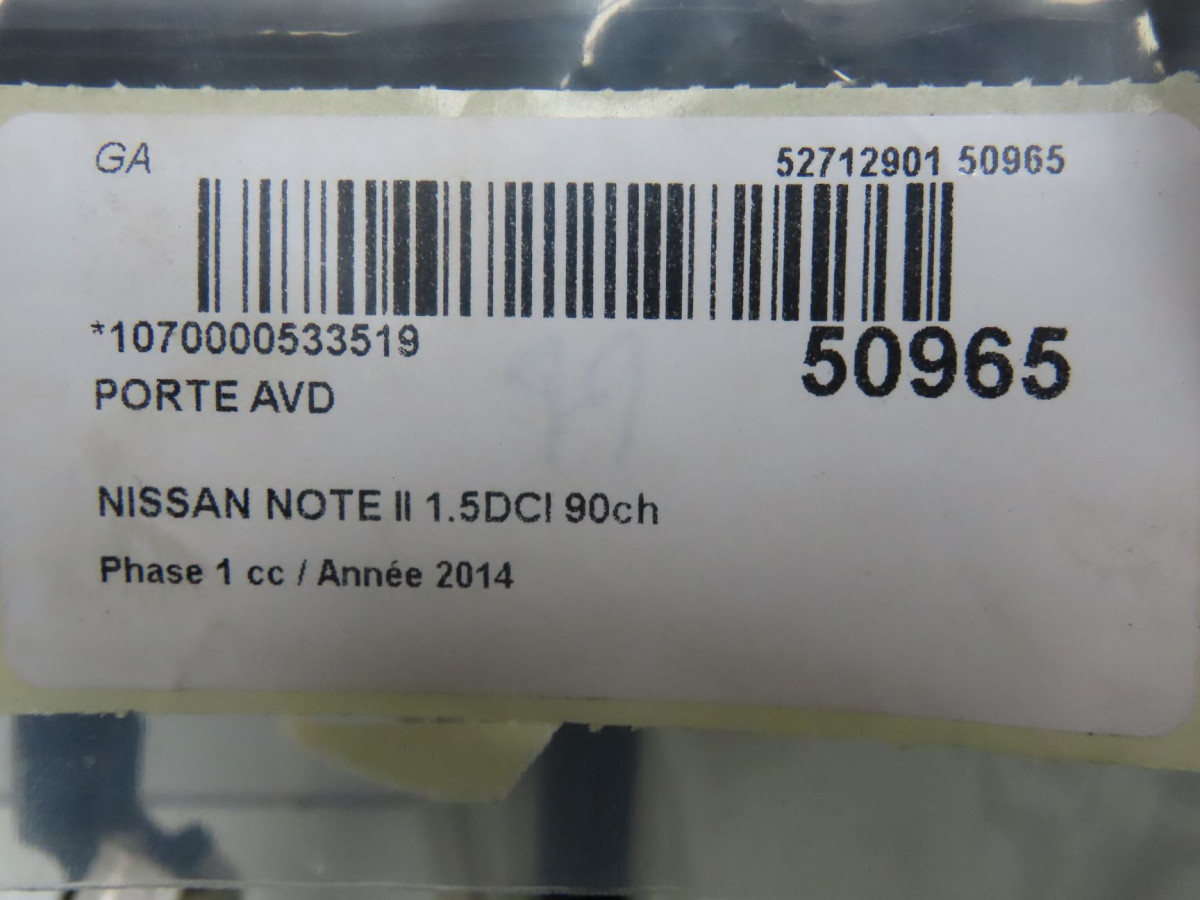 GA 52712901 50965
*1070000533519
50965
PORTE AVD
NISSAN NOTE II 1.5DCI 90ch
Phase 1 cc / Année 2014